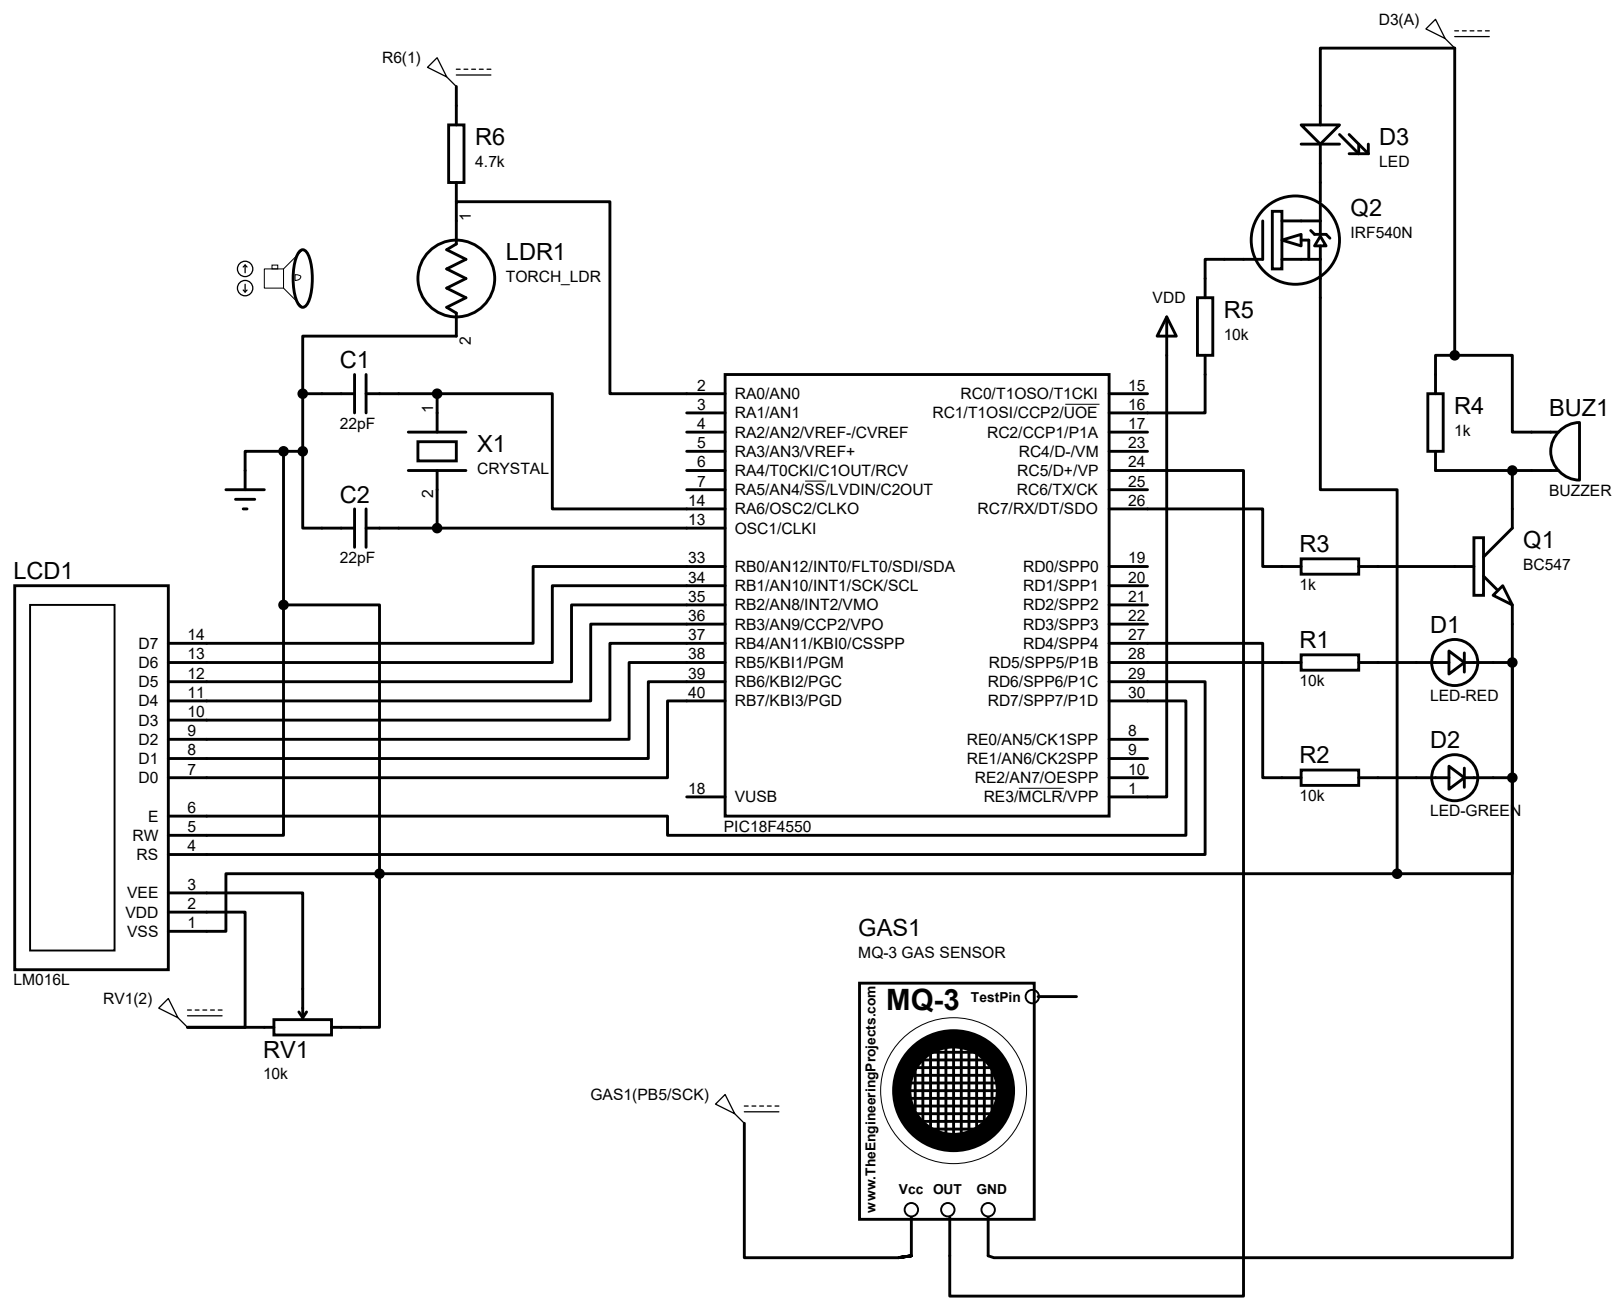 D3(A)
R6(1)
R6
4.7k
1
LDR1
TORCH_LDR
2
D3
LED
Q2
IRF540N
VDD
R5
10k
C1
22pF
1
X1
CRYSTAL
2
C2
22pF
R4
1k
BUZ1
BUZZER
2 RA0/AN0
3 RA1/AN1
4 RA2/AN2/VREF-/CVREF
5 RA3/AN3/VREF+
6 RA4/T0CKI/C1OUT/RCV
7 RA5/AN4/SS/LVDIN/C2OUT
14 RA6/OSC2/CLKO
13 OSC1/CLKI
33 RB0/AN12/INT0/FLT0/SDI/SDA
34 RB1/AN10/INT1/SCK/SCL
35 RB2/AN8/INT2/VMO
36 RB3/AN9/CCP2/VPO
37 RB4/AN11/KBI0/CSSPP
38 RB5/KBI1/PGM
39 RB6/KBI2/PGC
40 RB7/KBI3/PGD
18 VUSB
RC0/T1OSO/T1CKI 15
RC1/T1OSI/CCP2/UOE 16
RC2/CCP1/P1A 17
RC4/D-/VM 23
RC5/D+/VP 24
RC6/TX/CK 25
RC7/RX/DT/SDO 26
RD0/SPP0 19
RD1/SPP1 20
RD2/SPP2 21
RD3/SPP3 22
RD4/SPP4 27
RD5/SPP5/P1B 28
RD6/SPP6/P1C 29
RD7/SPP7/P1D 30
RE0/AN5/CK1SPP 8
RE1/AN6/CK2SPP 9
RE2/AN7/OESPP 10
RE3/MCLR/VPP 1
PIC18F4550
R3
1k
Q1
BC547
R1
10k
D1
LED-RED
R2
10k
D2
LED-GREEN
LCD1
D7 14
D6 13
D5 12
D4 11
D3 10
D2 9
D1 8
D0 7
E 6
RW 5
RS 4
VEE 3
VDD 2
VSS 1
LM016L
RV1(2)
RV1
10k
GAS1
MQ-3 GAS SENSOR
MQ-3
TestPin
www.TheEngineeringProjects.com
Vcc OUT GND
GAS1(PB5/SCK)